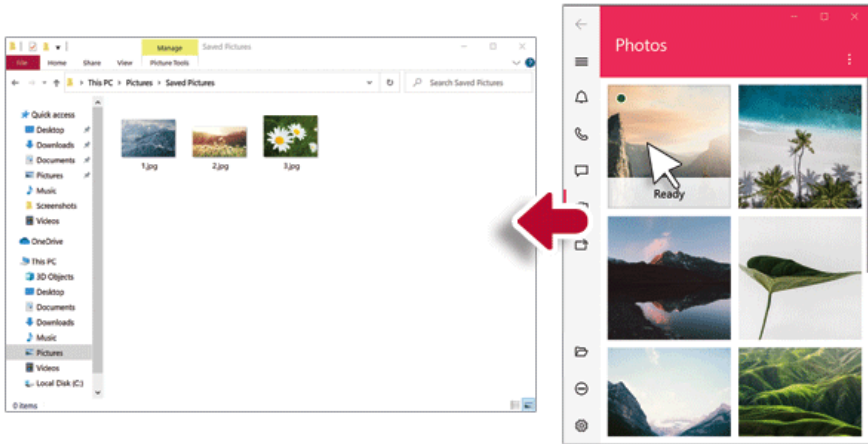 Manage
Saved Pictures
File
Home
Share
View
Picture Tools
This PC > Pictures > Saved Pictures
Search Saved Pictures
Quick access
Desktop
Downloads
Documents
Pictures
Music
Screenshots
Videos
OneDrive
This PC
3D Objects
Desktop
Documents
Downloads
Music
Pictures
Videos
Local Disk (C:)
0 items
1.jpg
2.jpg
3.jpg
Photos
Ready